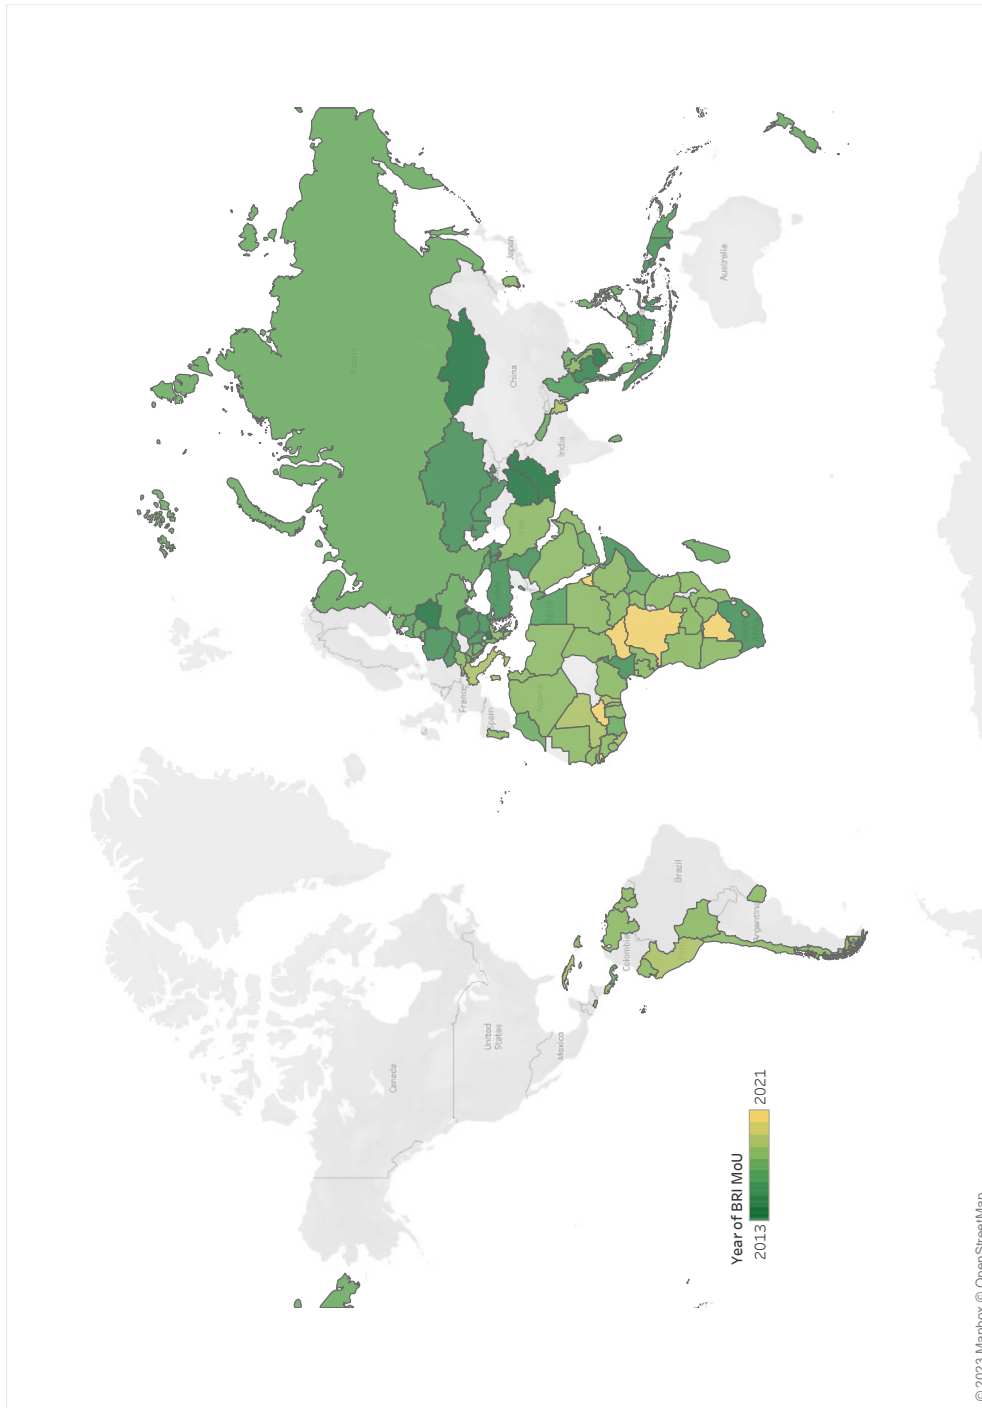 Russia
Japan
China
India
Australia
France
Spain
Canada
United
States
Mexico
Colombia
Brazil
Argentina
Year of BRI MoU
2013
2021
© 2023 Mapbox © OpenStreetMap